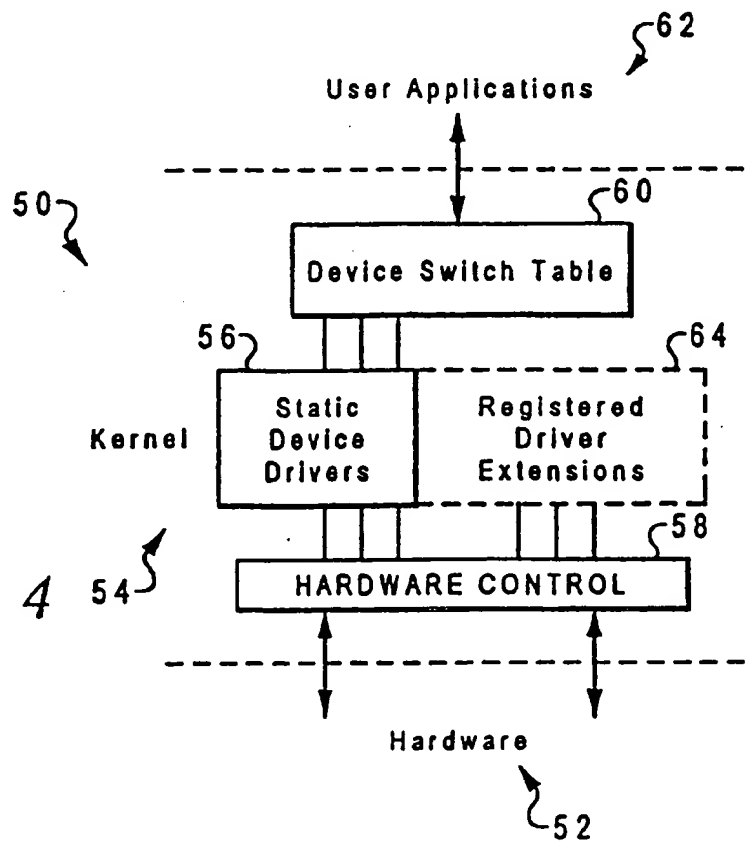 62
User Applications
50
60
Device Switch Table
56
64
Static
Device
Drivers
Registered
Driver
Extensions
Kernel
58
HARDWARE CONTROL
4
54
Hardware
52